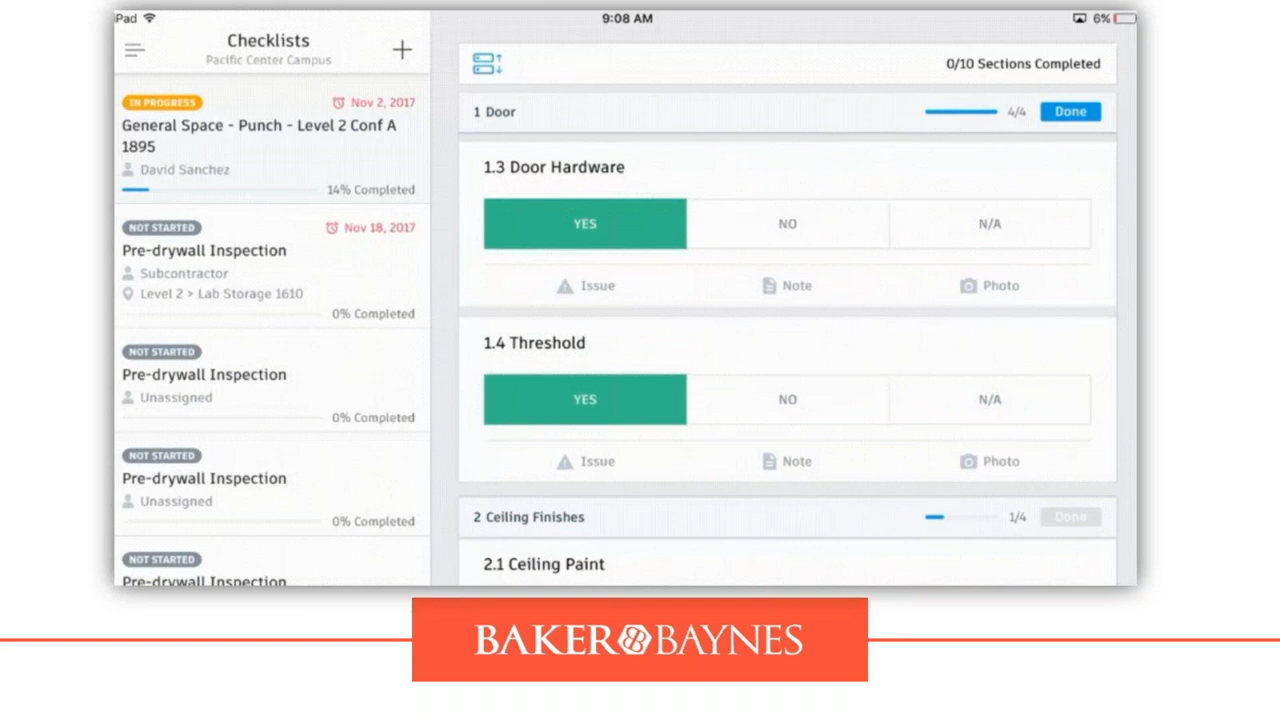 iPad
9:08 AM
6%
Checklists
Pacific Center Campus
IN PROGRESS
Nov 2, 2017
General Space - Punch - Level 2 Conf A
1895
David Sanchez
14% Completed
NOT STARTED
Nov 18, 2017
Pre-drywall Inspection
Subcontractor
Level 2 > Lab Storage 1610
0% Completed
NOT STARTED
Pre-drywall Inspection
Unassigned
0% Completed
NOT STARTED
Pre-drywall Inspection
Unassigned
0% Completed
NOT STARTED
Pre-drywall Inspection
0/10 Sections Completed
1 Door
4/4
Done
1.3 Door Hardware
YES
NO
N/A
Issue
Note
Photo
1.4 Threshold
YES
NO
N/A
Issue
Note
Photo
2 Ceiling Finishes
1/4
Done
2.1 Ceiling Paint
BAKER BAYNES